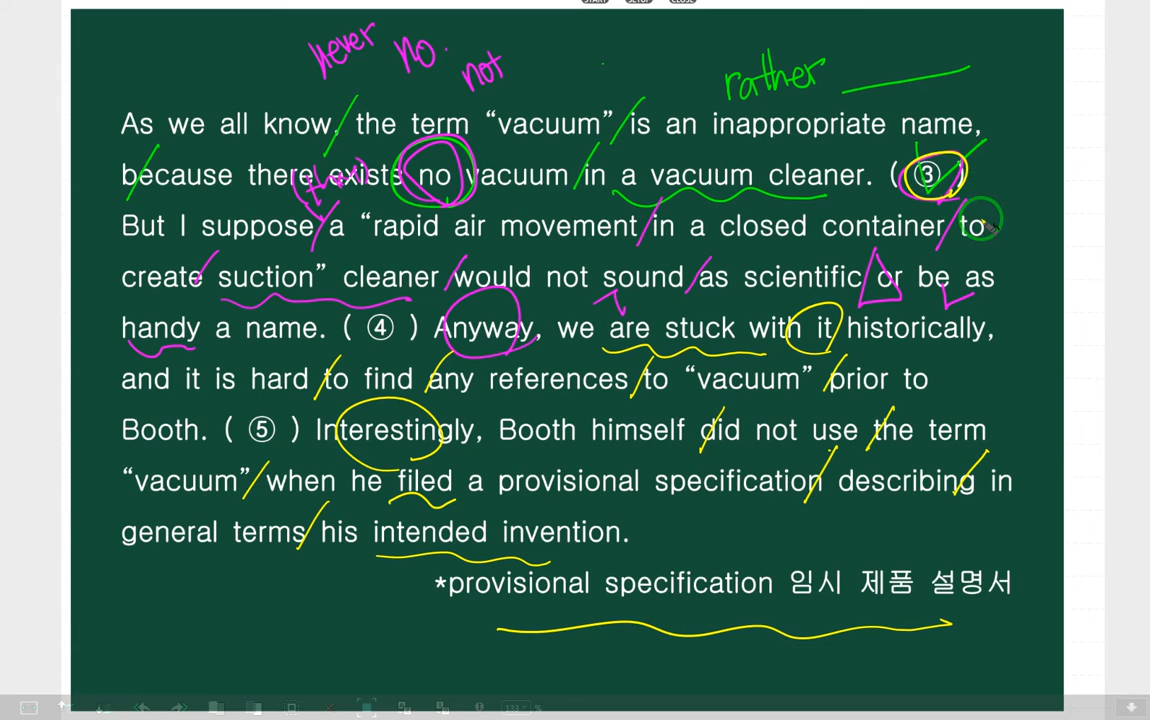 START SETUP CLOSE
never no. not
rather
As we all know, the term “vacuum” is an inappropriate name,
because there exists no vacuum in a vacuum cleaner. ( ③ )
(that)
But I suppose a “rapid air movement in a closed container to
create suction” cleaner would not sound as scientific or be as
handy a name. ( ④ ) Anyway, we are stuck with it historically,
and it is hard to find any references to “vacuum” prior to
Booth. ( ⑤ ) Interestingly, Booth himself did not use the term
“vacuum” when he filed a provisional specification describing in
general terms his intended invention.
*provisional specification 임시 제품 설명서
133 %